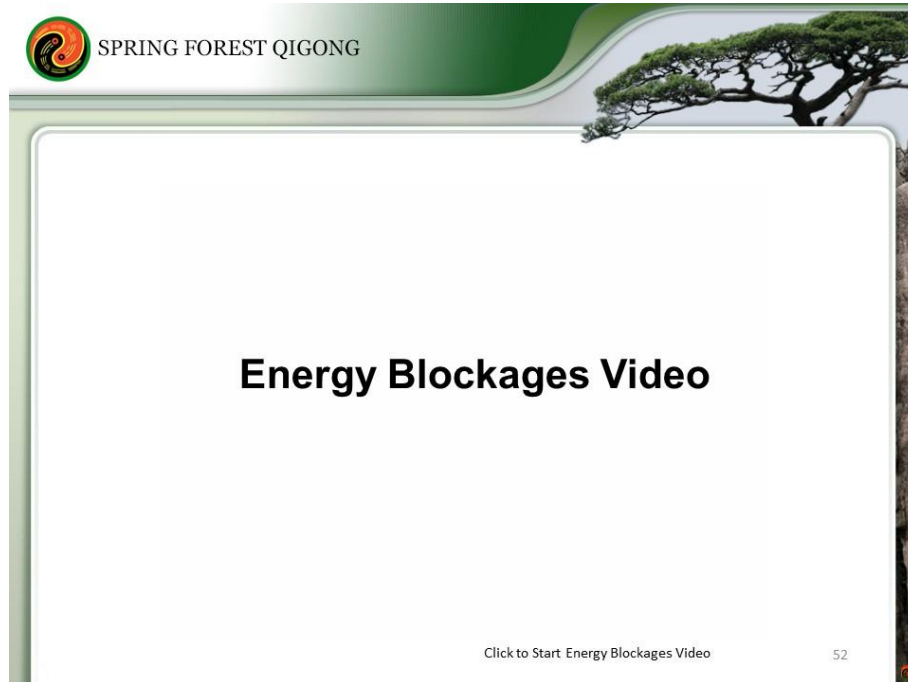 SPRING FOREST QIGONG
Energy Blockages Video
Click to Start Energy Blockages Video
52